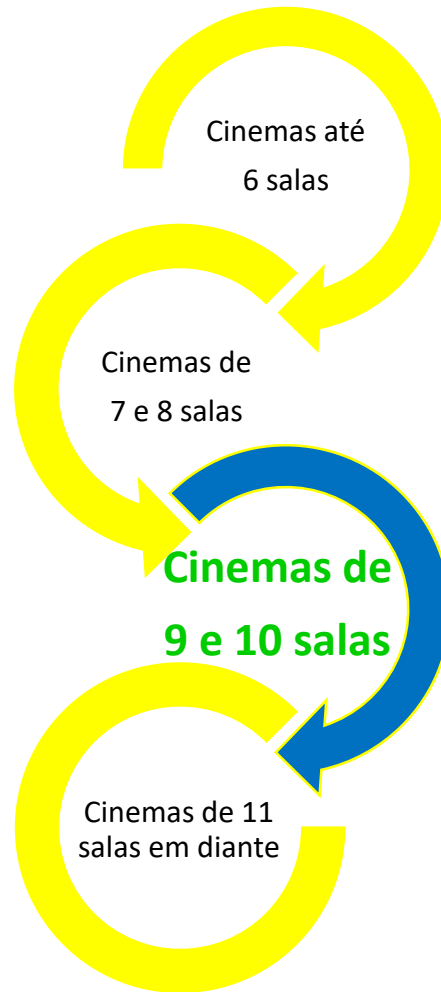 Cinemas até
6 salas
Cinemas de
7 e 8 salas
Cinemas de
9 e 10 salas
Cinemas de 11
salas em diante